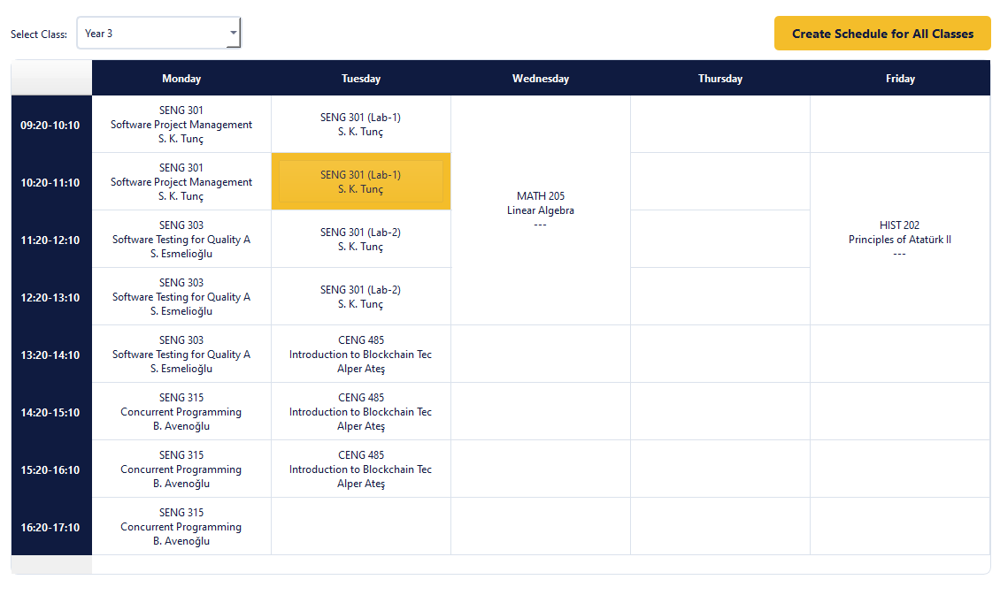 Select Class:
Year 3
Create Schedule for All Classes
Monday
Tuesday
Wednesday
Thursday
Friday
09:20-10:10
SENG 301
Software Project Management
S. K. Tunç
SENG 301 (Lab-1)
S. K. Tunç
MATH 205
Linear Algebra
---
10:20-11:10
SENG 301
Software Project Management
S. K. Tunç
SENG 301 (Lab-1)
S. K. Tunç
HIST 202
Principles of Atatürk II
---
11:20-12:10
SENG 303
Software Testing for Quality A
S. Esmelioğlu
SENG 301 (Lab-2)
S. K. Tunç
12:20-13:10
SENG 303
Software Testing for Quality A
S. Esmelioğlu
SENG 301 (Lab-2)
S. K. Tunç
13:20-14:10
SENG 303
Software Testing for Quality A
S. Esmelioğlu
CENG 485
Introduction to Blockchain Tec
Alper Ateş
14:20-15:10
SENG 315
Concurrent Programming
B. Avenoğlu
CENG 485
Introduction to Blockchain Tec
Alper Ateş
15:20-16:10
SENG 315
Concurrent Programming
B. Avenoğlu
CENG 485
Introduction to Blockchain Tec
Alper Ateş
16:20-17:10
SENG 315
Concurrent Programming
B. Avenoğlu